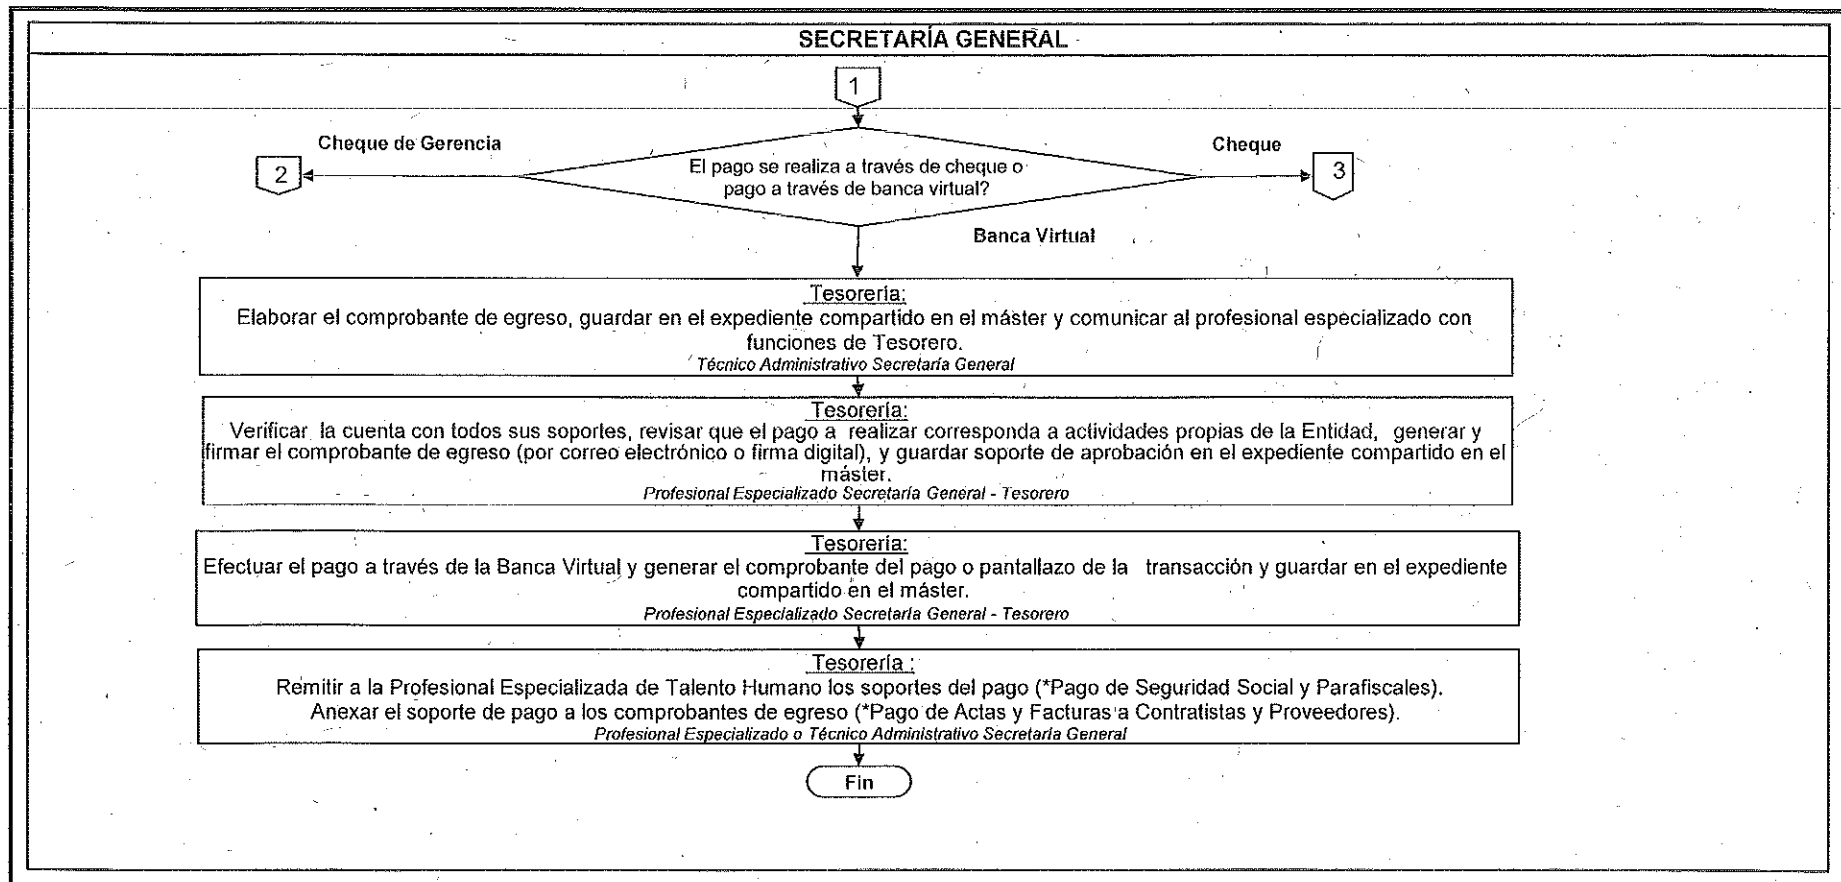 SECRETARÍA GENERAL
1
Cheque de Gerencia
Cheque
2
El pago se realiza a través de cheque o
pago a través de banca virtual?
3
Banca Virtual
Tesorería:
Elaborar el comprobante de egreso, guardar en el expediente compartido en el máster y comunicar al profesional especializado con
funciones de Tesorero.
Técnico Administrativo Secretaría General
Tesorería:
Verificar la cuenta con todos sus soportes, revisar que el pago a realizar corresponda a actividades propias de la Entidad, generar y
firmar el comprobante de egreso (por correo electrónico o firma digital), y guardar soporte de aprobación en el expediente compartido en el
máster.
Profesional Especializado Secretaría General - Tesorero
Tesorería:
Efectuar el pago a través de la Banca Virtual y generar el comprobante del pago o pantallazo de la transacción y guardar en el expediente
compartido en el máster.
Profesional Especializado Secretaría General - Tesorero
Tesorería :
Remitir a la Profesional Especializada de Talento Humano los soportes del pago (*Pago de Seguridad Social y Parafiscales).
Anexar el soporte de pago a los comprobantes de egreso (*Pago de Actas y Facturas a Contratistas y Proveedores).
Profesional Especializado o Técnico Administrativo Secretaría General
Fin